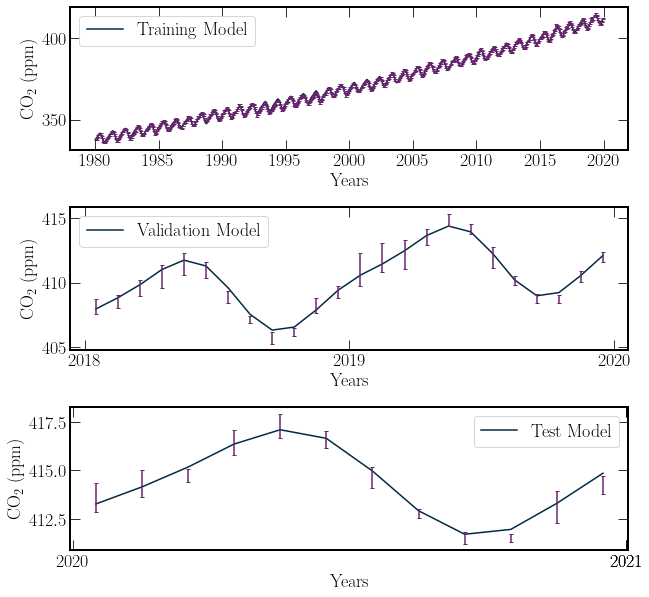 Training Model
400
350
CO2 (ppm)
1980 1985 1990 1995 2000 2005 2010 2015 2020
Years
Validation Model
415
410
405
CO2 (ppm)
2018 2019 2020
Years
Test Model
417.5
415.0
412.5
CO2 (ppm)
2020 2021
Years